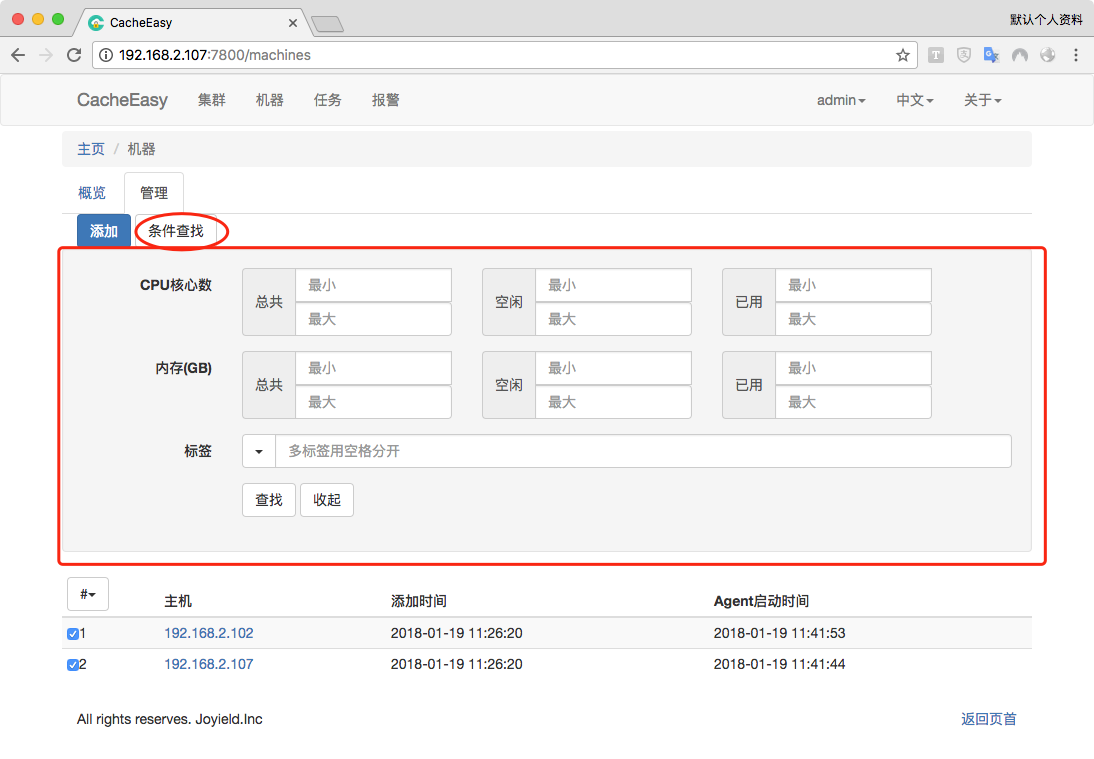 CacheEasy
默认个人资料
192.168.2.107:7800/machines
CacheEasy 集群 机器 任务 报警 admin 中文 关于
主页 / 机器
概览 管理
添加 条件查找
CPU核心数 总共 最小 最大 空闲 最小 最大 已用 最小 最大
内存(GB) 总共 最小 最大 空闲 最小 最大 已用 最小 最大
标签 多标签用空格分开
查找 收起
# 主机 添加时间 Agent启动时间
1 192.168.2.102 2018-01-19 11:26:20 2018-01-19 11:41:53
2 192.168.2.107 2018-01-19 11:26:20 2018-01-19 11:41:44
All rights reserves. Joyield.Inc 返回页首